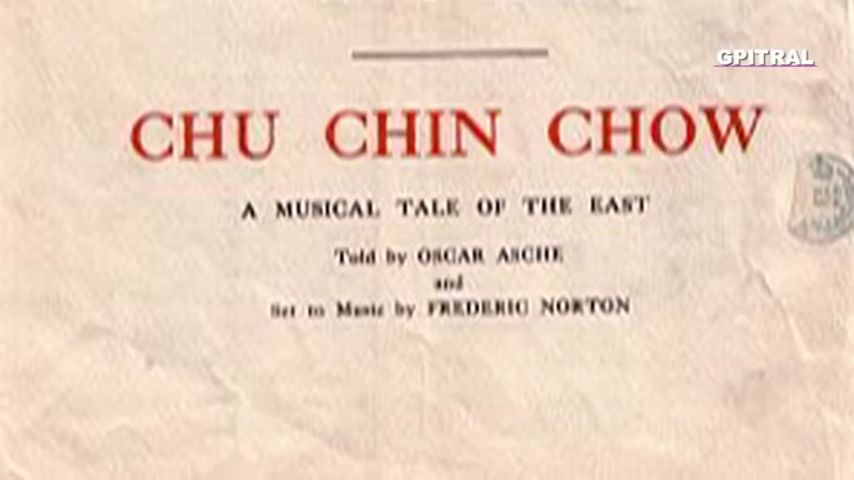 GPITRAL
CHU CHIN CHOW
A MUSICAL TALE OF THE EAST
Told by OSCAR ASCHE
and
Set to Music by FREDERIC NORTON